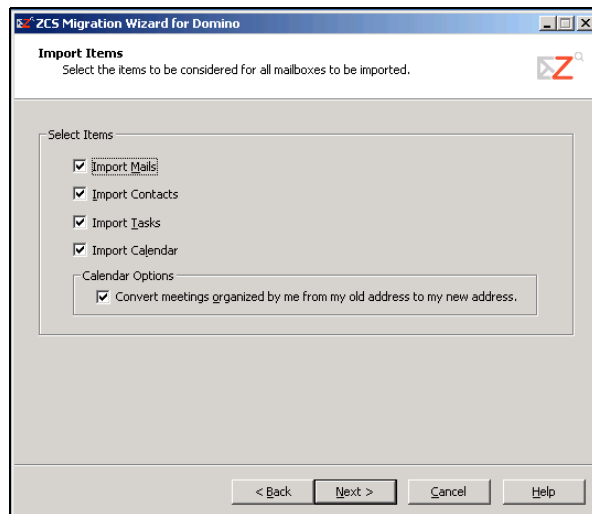 ZCS Migration Wizard for Domino
Import Items
Select the items to be considered for all mailboxes to be imported.
Z
Select Items
Import Mails
Import Contacts
Import Tasks
Import Calendar
Calendar Options
Convert meetings organized by me from my old address to my new address.
< Back Next > Cancel Help